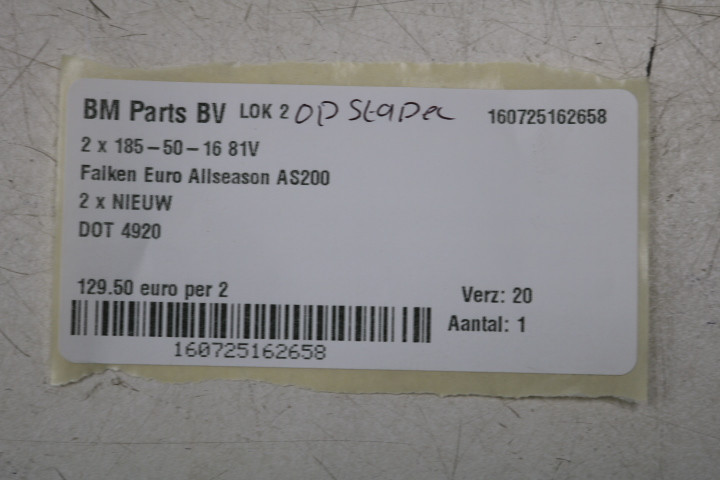 BM Parts BV LOK 2 op stapel 160725162658
2 x 185-50-16 81V
Falken Euro Allseason AS200
2 x NIEUW
DOT 4920
129.50 euro per 2 Verz: 20
Aantal: 1
160725162658